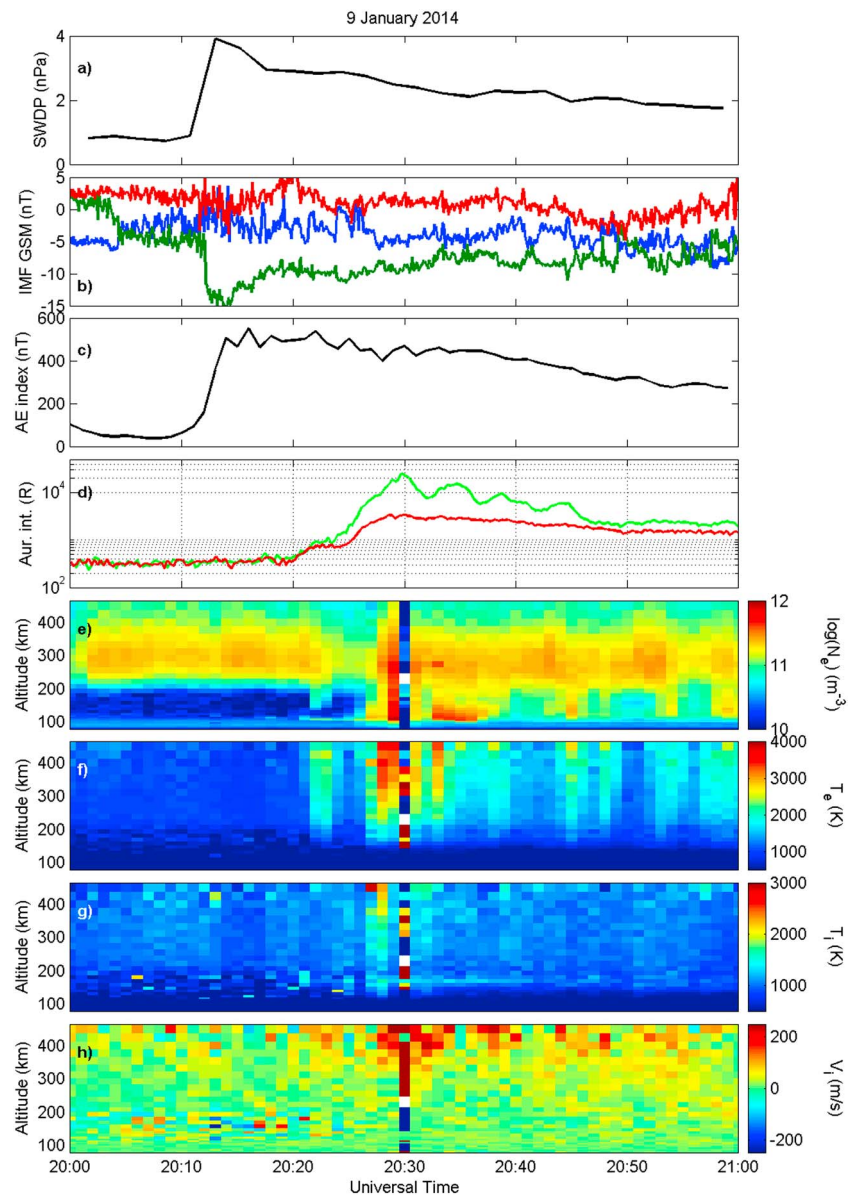 9 January 2014
4
2
0
SWDP (nPa)
a)
5
0
-5
-10
-15
IMF GSM (nT)
b)
600
400
200
0
AE index (nT)
c)
10^4
10^2
Aur. int. (R)
d)
400
300
200
100
Altitude (km)
e)
12
11
10
log(N_e) (m^-3)
400
300
200
100
Altitude (km)
f)
4000
3000
2000
1000
T_e (K)
400
300
200
100
Altitude (km)
g)
3000
2000
1000
T_i (K)
400
300
200
100
Altitude (km)
h)
200
0
-200
V_i (m/s)
20:00 20:10 20:20 20:30 20:40 20:50 21:00
Universal Time